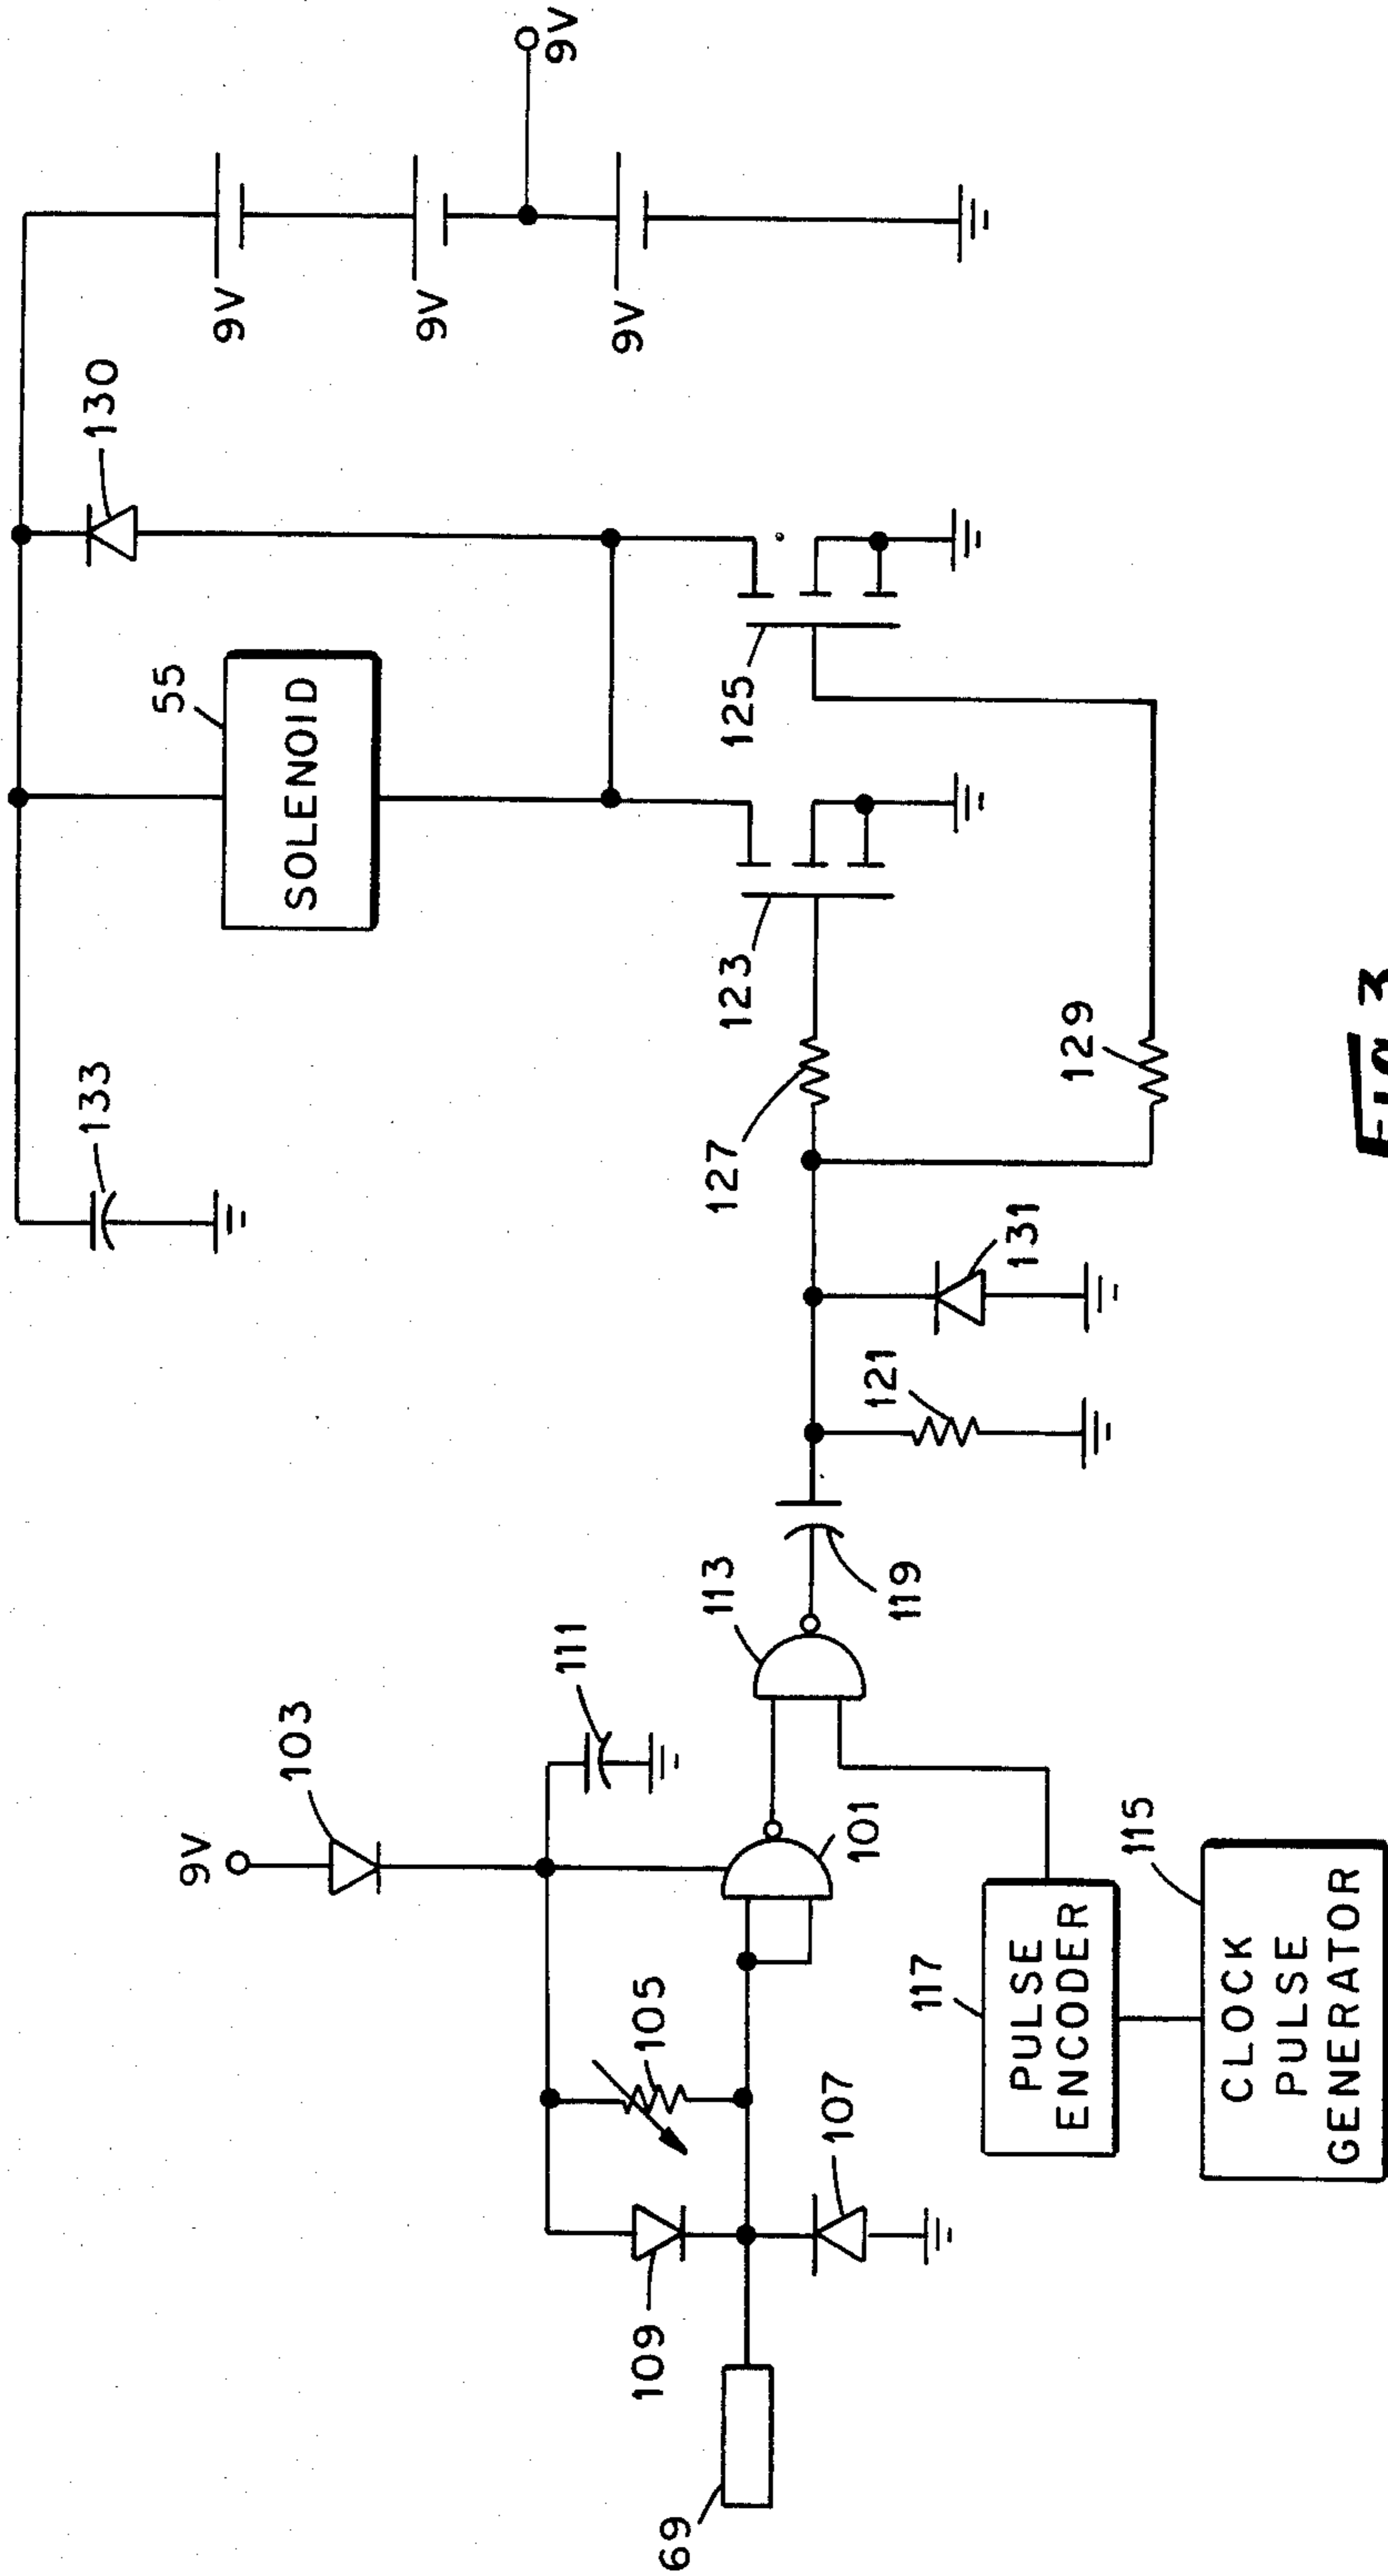 133
55
SOLENOID
130
9V
9V
9V
9V
9V
103
111
109
105
69
107
101
113
119
121
131
127
123
125
129
117
PULSE
ENCODER
115
CLOCK
PULSE
GENERATOR